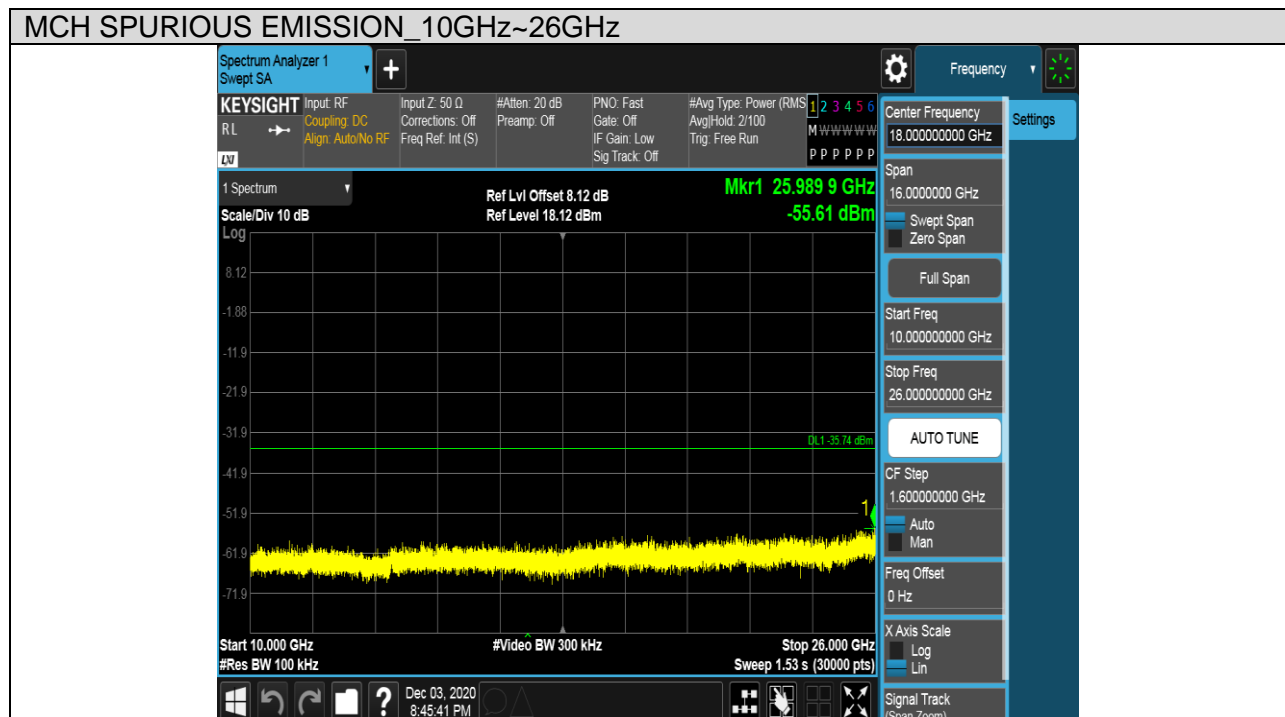 MCH SPURIOUS EMISSION_10GHz~26GHz
Spectrum Analyzer 1
Swept SA
+
Frequency
KEYSIGHT
RL
LXI
Input: RF
Coupling: DC
Align: Auto/No RF
Input Z: 50 Ω
Corrections: Off
Freq Ref: Int (S)
#Atten: 20 dB
Preamp: Off
PNO: Fast
Gate: Off
IF Gain: Low
Sig Track: Off
#Avg Type: Power (RMS
Avg|Hold: 2/100
Trig: Free Run
1 2 3 4 5 6
M W W W W W
P P P P P P
1 Spectrum
Scale/Div 10 dB
Ref Lvl Offset 8.12 dB
Ref Level 18.12 dBm
Mkr1 25.989 9 GHz
-55.61 dBm
Log
8.12
-1.88
-11.9
-21.9
-31.9
DL1 -35.74 dBm
-41.9
-51.9
1
-61.9
-71.9
Start 10.000 GHz
#Video BW 300 kHz
Stop 26.000 GHz
#Res BW 100 kHz
Sweep 1.53 s (30000 pts)
?
Dec 03, 2020
8:45:41 PM
Center Frequency
18.000000000 GHz
Settings
Span
16.0000000 GHz
Swept Span
Zero Span
Full Span
Start Freq
10.000000000 GHz
Stop Freq
26.000000000 GHz
AUTO TUNE
CF Step
1.600000000 GHz
Auto
Man
Freq Offset
0 Hz
X Axis Scale
Log
Lin
Signal Track
(Span Zoom)